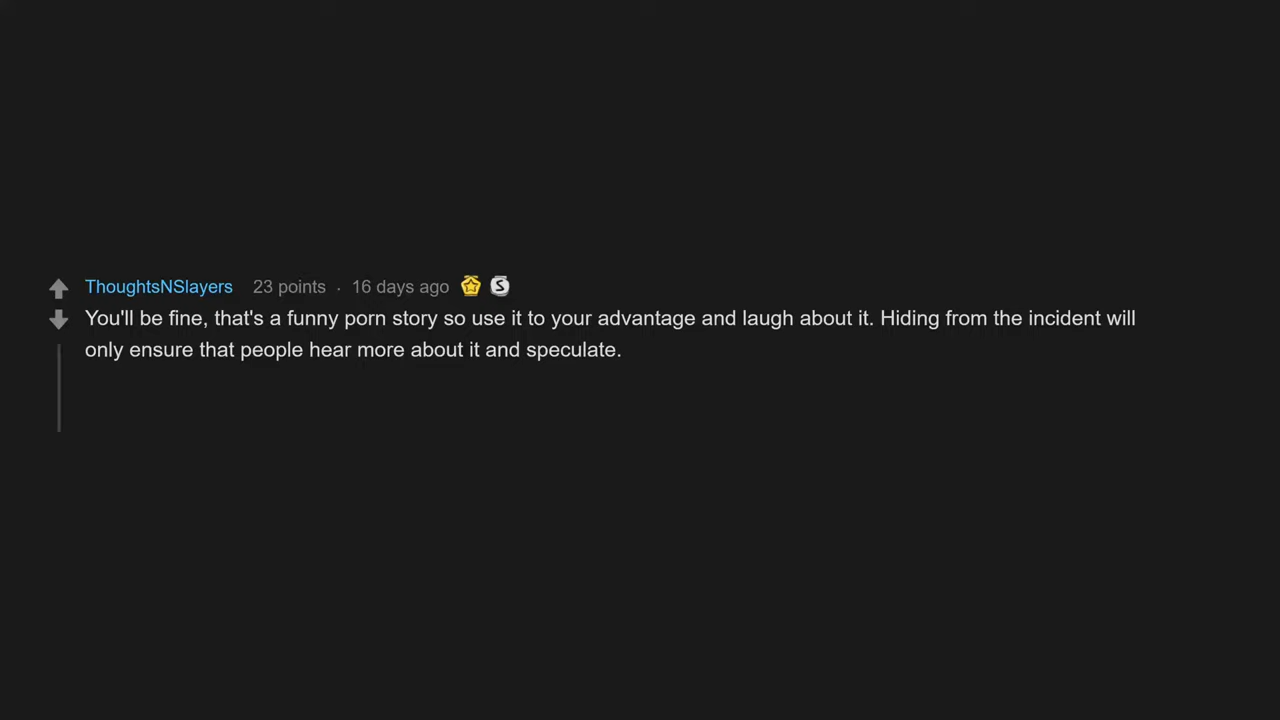 ThoughtsNSlayers 23 points · 16 days ago S
You'll be fine, that's a funny porn story so use it to your advantage and laugh about it. Hiding from the incident will
only ensure that people hear more about it and speculate.